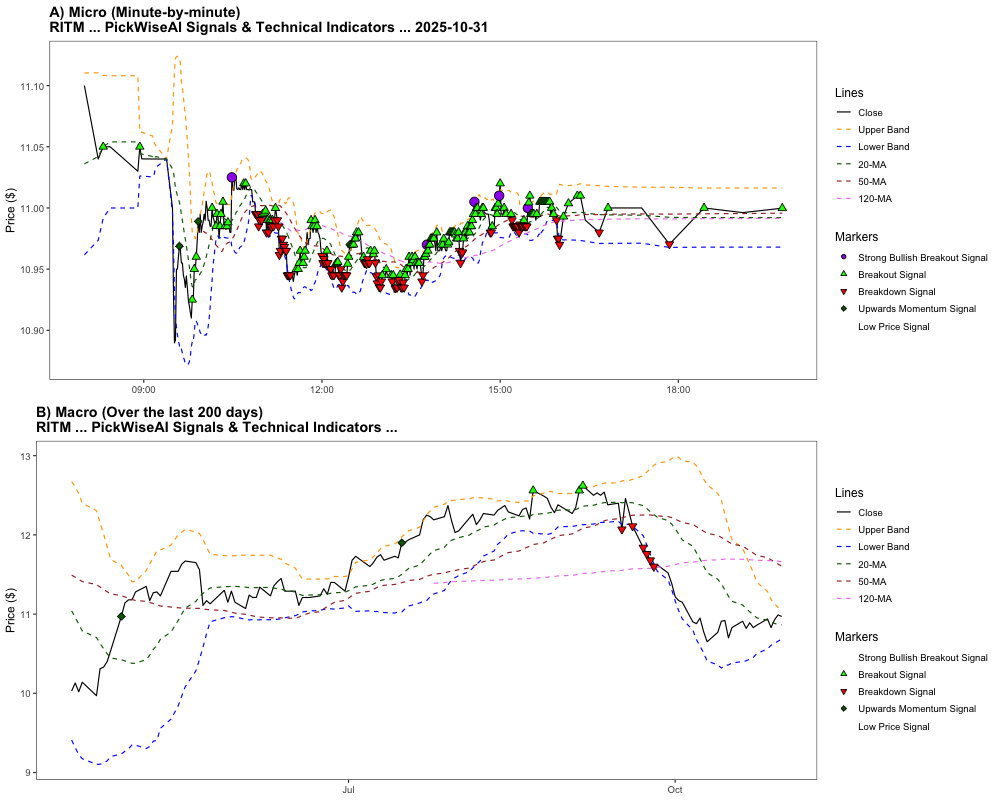 A) Micro (Minute-by-minute)
RITM ... PickWiseAI Signals & Technical Indicators ... 2025-10-31
Price ($)
11.10
11.05
11.00
10.95
10.90
09:00
12:00
15:00
18:00
Lines
Close
Upper Band
Lower Band
20-MA
50-MA
120-MA
Markers
Strong Bullish Breakout Signal
Breakout Signal
Breakdown Signal
Upwards Momentum Signal
Low Price Signal
B) Macro (Over the last 200 days)
RITM ... PickWiseAI Signals & Technical Indicators ...
Price ($)
13
12
11
10
9
Jul
Oct
Lines
Close
Upper Band
Lower Band
20-MA
50-MA
120-MA
Markers
Strong Bullish Breakout Signal
Breakout Signal
Breakdown Signal
Upwards Momentum Signal
Low Price Signal